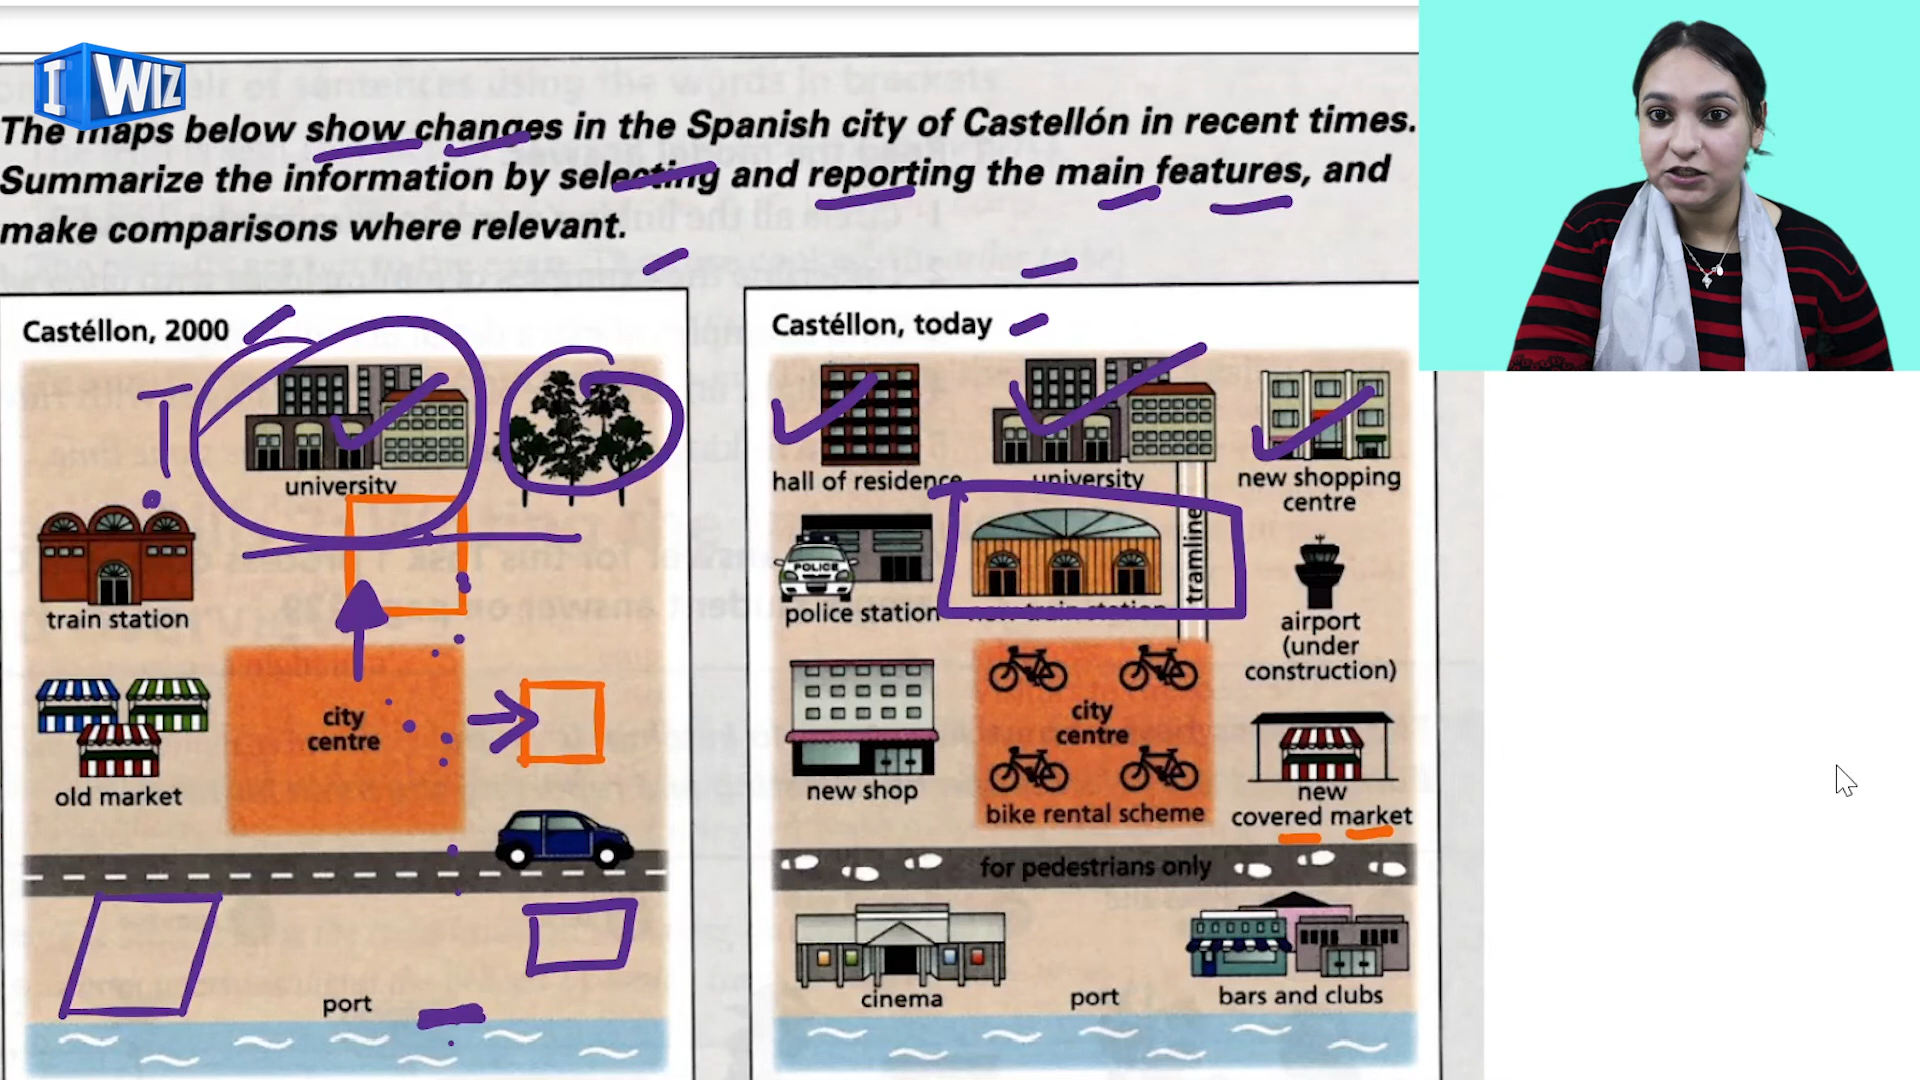 I WIZ
The maps below show changes in the Spanish city of Castellón in recent times.
Summarize the information by selecting and reporting the main features, and
make comparisons where relevant.
Castéllon, 2000
university
train station
city
centre
old market
port
Castéllon, today
hall of residence
university
new shopping
centre
POLICE
police station
new train station
tramline
airport
(under
construction)
new shop
city
centre
bike rental scheme
new
covered market
for pedestrians only
cinema
port
bars and clubs